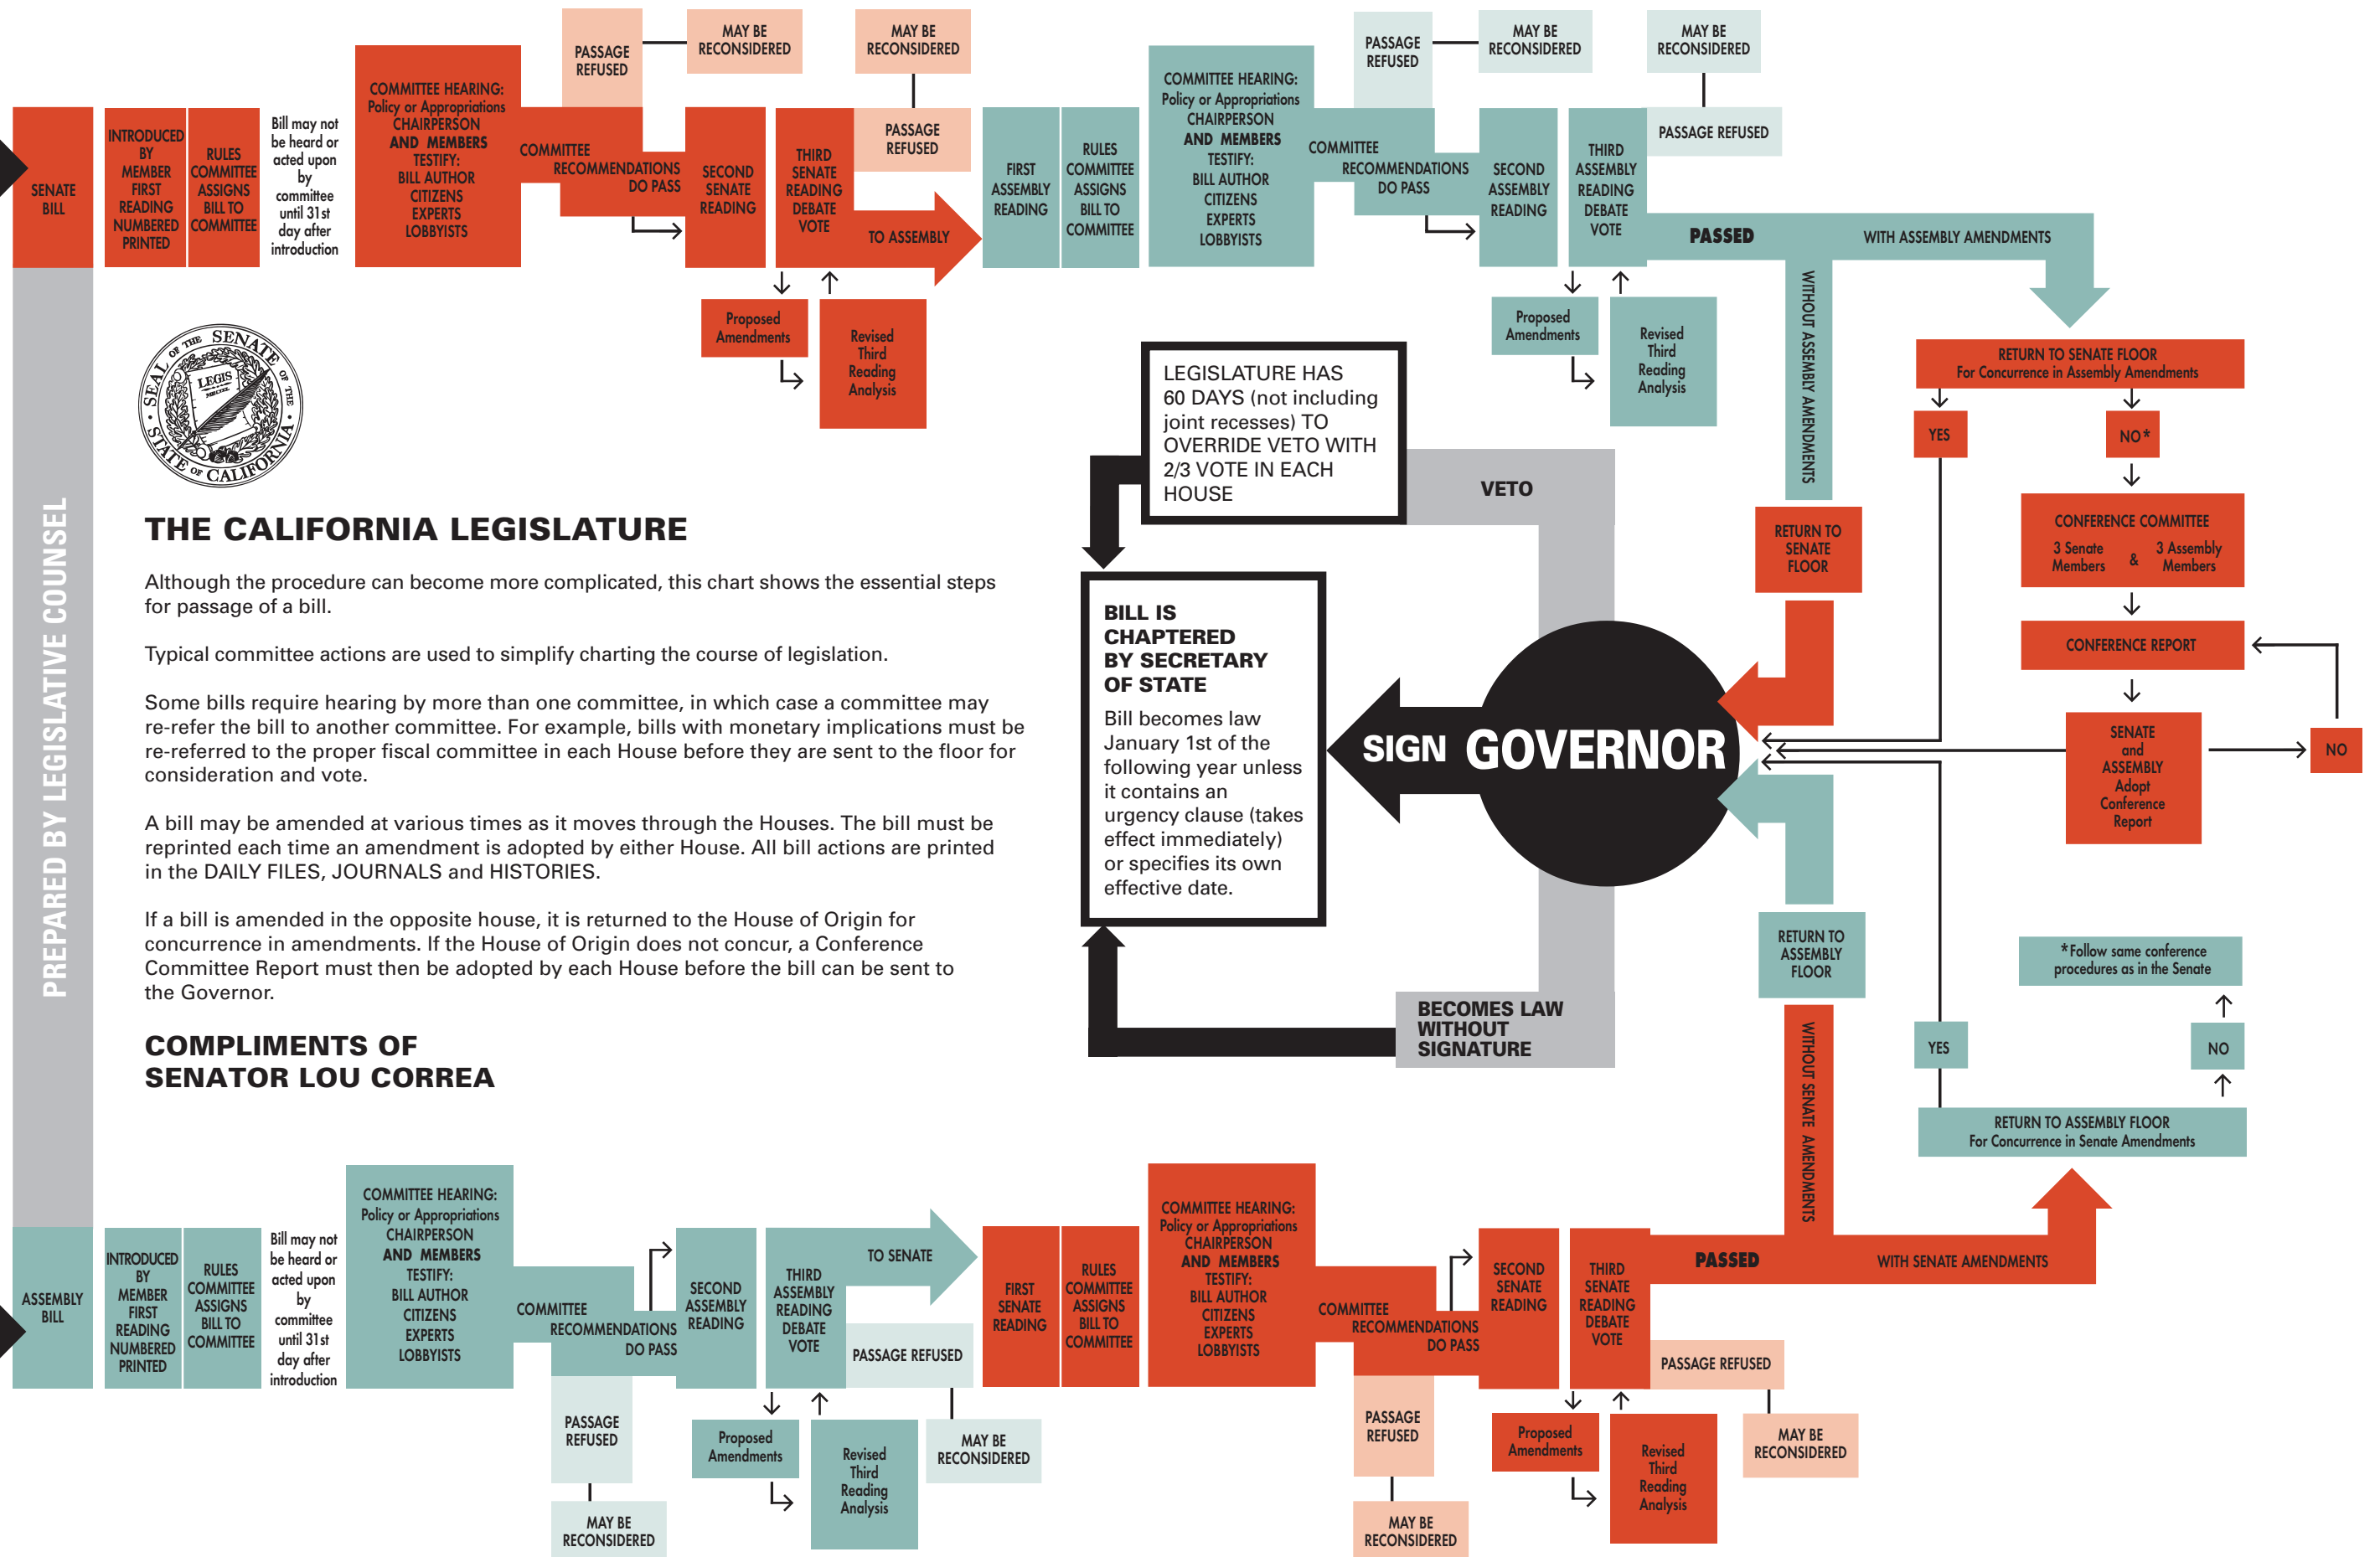 SENATE
BILL
INTRODUCED
BY
MEMBER
FIRST
READING
NUMBERED
PRINTED
RULES
COMMITTEE
ASSIGNS
BILL TO
COMMITTEE
Bill may not
be heard or
acted upon
by
committee
until 31st
day after
introduction
COMMITTEE HEARING:
Policy or Appropriations
CHAIRPERSON
AND MEMBERS
TESTIFY:
BILL AUTHOR
CITIZENS
EXPERTS
LOBBYISTS
PASSAGE
REFUSED
MAY BE
RECONSIDERED
COMMITTEE
RECOMMENDATIONS
DO PASS
SECOND
SENATE
READING
THIRD
SENATE
READING
DEBATE
VOTE
MAY BE
RECONSIDERED
PASSAGE
REFUSED
TO ASSEMBLY
Proposed
Amendments
Revised
Third
Reading
Analysis
FIRST
ASSEMBLY
READING
RULES
COMMITTEE
ASSIGNS
BILL TO
COMMITTEE
COMMITTEE HEARING:
Policy or Appropriations
CHAIRPERSON
AND MEMBERS
TESTIFY:
BILL AUTHOR
CITIZENS
EXPERTS
LOBBYISTS
PASSAGE
REFUSED
MAY BE
RECONSIDERED
COMMITTEE
RECOMMENDATIONS
DO PASS
SECOND
ASSEMBLY
READING
THIRD
ASSEMBLY
READING
DEBATE
VOTE
MAY BE
RECONSIDERED
PASSAGE REFUSED
Proposed
Amendments
Revised
Third
Reading
Analysis
PASSED
WITH ASSEMBLY AMENDMENTS
WITHOUT ASSEMBLY AMENDMENTS
RETURN TO
SENATE
FLOOR
RETURN TO SENATE FLOOR
For Concurrence in Assembly Amendments
YES
NO*
CONFERENCE COMMITTEE
3 Senate
Members
&
3 Assembly
Members
CONFERENCE REPORT
SENATE
and
ASSEMBLY
Adopt
Conference
Report
NO
PREPARED BY LEGISLATIVE COUNSEL
SEAL OF THE SENATE OF THE STATE OF CALIFORNIA
LEGIS
THE CALIFORNIA LEGISLATURE
Although the procedure can become more complicated, this chart shows the essential steps
for passage of a bill.
Typical committee actions are used to simplify charting the course of legislation.
Some bills require hearing by more than one committee, in which case a committee may
re-refer the bill to another committee. For example, bills with monetary implications must be
re-referred to the proper fiscal committee in each House before they are sent to the floor for
consideration and vote.
A bill may be amended at various times as it moves through the Houses. The bill must be
reprinted each time an amendment is adopted by either House. All bill actions are printed
in the DAILY FILES, JOURNALS and HISTORIES.
If a bill is amended in the opposite house, it is returned to the House of Origin for
concurrence in amendments. If the House of Origin does not concur, a Conference
Committee Report must then be adopted by each House before the bill can be sent to
the Governor.
COMPLIMENTS OF
SENATOR LOU CORREA
LEGISLATURE HAS
60 DAYS (not including
joint recesses) TO
OVERRIDE VETO WITH
2/3 VOTE IN EACH
HOUSE
VETO
BILL IS
CHAPTERED
BY SECRETARY
OF STATE
Bill becomes law
January 1st of the
following year unless
it contains an
urgency clause (takes
effect immediately)
or specifies its own
effective date.
SIGN
GOVERNOR
BECOMES LAW
WITHOUT
SIGNATURE
RETURN TO
ASSEMBLY
FLOOR
WITHOUT SENATE AMENDMENTS
*Follow same conference
procedures as in the Senate
YES
NO
RETURN TO ASSEMBLY FLOOR
For Concurrence in Senate Amendments
ASSEMBLY
BILL
INTRODUCED
BY
MEMBER
FIRST
READING
NUMBERED
PRINTED
RULES
COMMITTEE
ASSIGNS
BILL TO
COMMITTEE
Bill may not
be heard or
acted upon
by
committee
until 31st
day after
introduction
COMMITTEE HEARING:
Policy or Appropriations
CHAIRPERSON
AND MEMBERS
TESTIFY:
BILL AUTHOR
CITIZENS
EXPERTS
LOBBYISTS
COMMITTEE
RECOMMENDATIONS
DO PASS
PASSAGE
REFUSED
MAY BE
RECONSIDERED
SECOND
ASSEMBLY
READING
THIRD
ASSEMBLY
READING
DEBATE
VOTE
TO SENATE
PASSAGE REFUSED
MAY BE
RECONSIDERED
Proposed
Amendments
Revised
Third
Reading
Analysis
FIRST
SENATE
READING
RULES
COMMITTEE
ASSIGNS
BILL TO
COMMITTEE
COMMITTEE HEARING:
Policy or Appropriations
CHAIRPERSON
AND MEMBERS
TESTIFY:
BILL AUTHOR
CITIZENS
EXPERTS
LOBBYISTS
COMMITTEE
RECOMMENDATIONS
DO PASS
PASSAGE
REFUSED
MAY BE
RECONSIDERED
SECOND
SENATE
READING
THIRD
SENATE
READING
DEBATE
VOTE
PASSED
WITH SENATE AMENDMENTS
PASSAGE REFUSED
MAY BE
RECONSIDERED
Proposed
Amendments
Revised
Third
Reading
Analysis